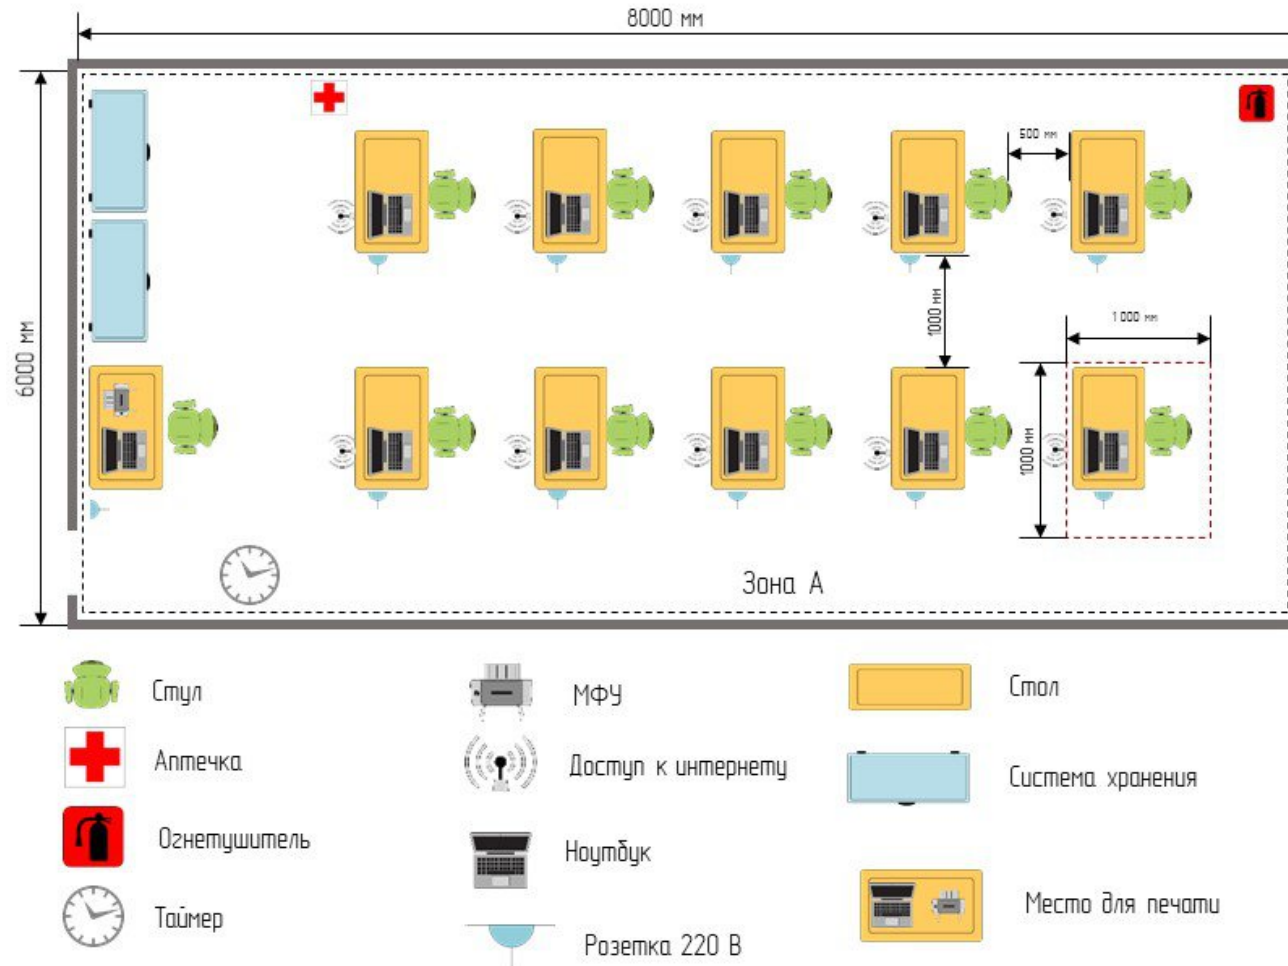 8000 мм
500 мм
6000 мм
1000 мм
1 000 мм
1000 мм
Зона А
Стул
МФУ
Стол
Аптечка
Доступ к интернету
Система хранения
Огнетушитель
Ноутбук
Место для печати
Таймер
Розетка 220 В